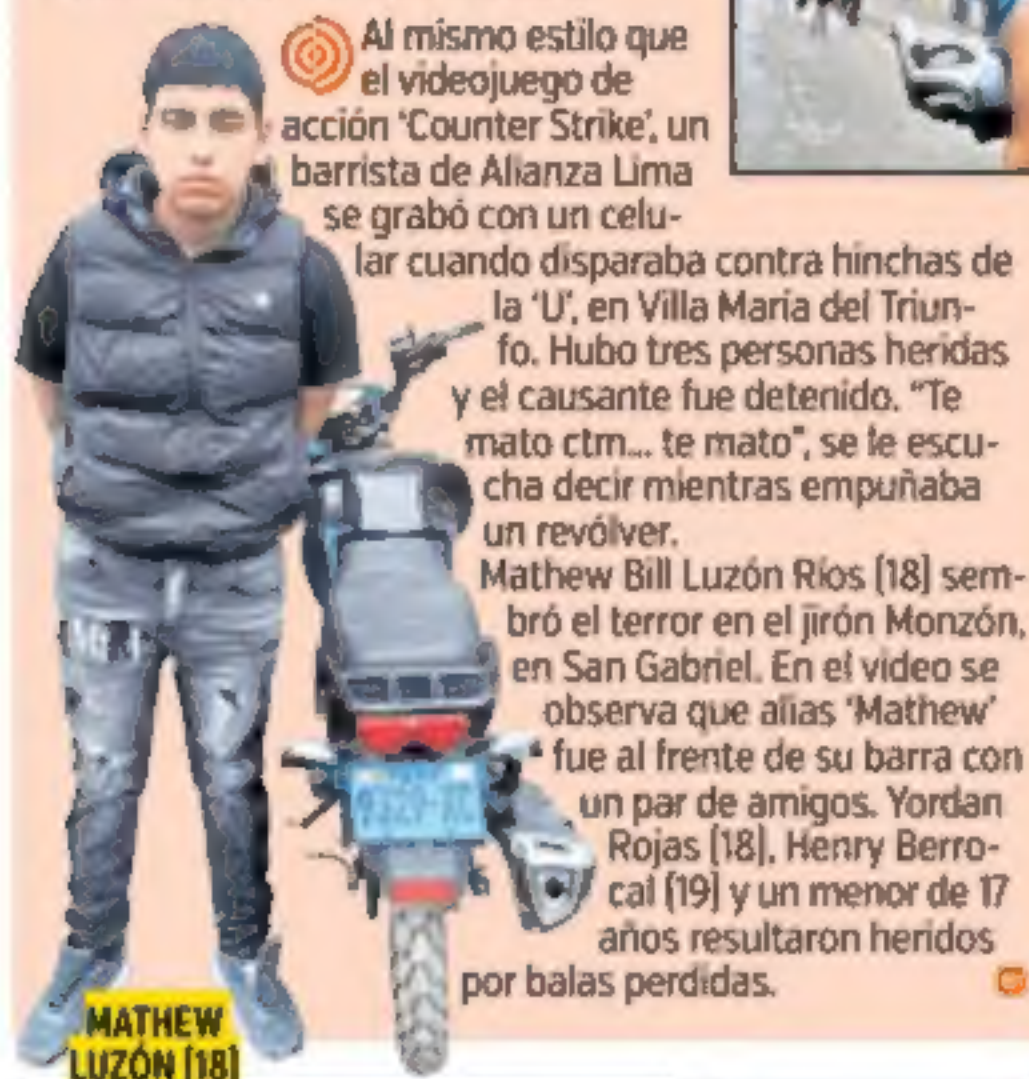 Al mismo estilo que
el videojuego de
acción ‘Counter Strike’, un
barrista de Alianza Lima
se grabó con un celu-
lar cuando disparaba contra hinchas de
la ‘U’, en Villa María del Triun-
fo. Hubo tres personas heridas
y el causante fue detenido. “Te
mato ctm... te mato”, se le escu-
cha decir mientras empuñaba
un revólver.
Mathew Bill Luzón Ríos (18) sem-
bró el terror en el jirón Monzón,
en San Gabriel. En el video se
observa que alias ‘Mathew’
fue al frente de su barra con
un par de amigos. Yordan
Rojas (18), Henry Berro-
cal (19) y un menor de 17
años resultaron heridos
por balas perdidas.
MATHEW
LUZÓN (18)